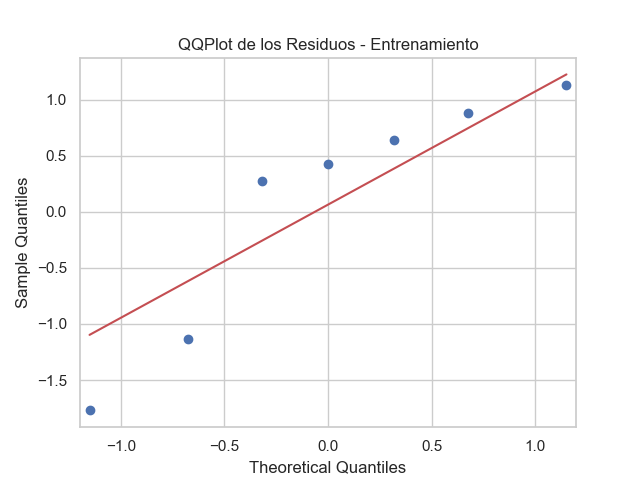 QQPlot de los Residuos - Entrenamiento
1.0
0.5
0.0
−0.5
−1.0
−1.5
Sample Quantiles
−1.0 −0.5 0.0 0.5 1.0
Theoretical Quantiles